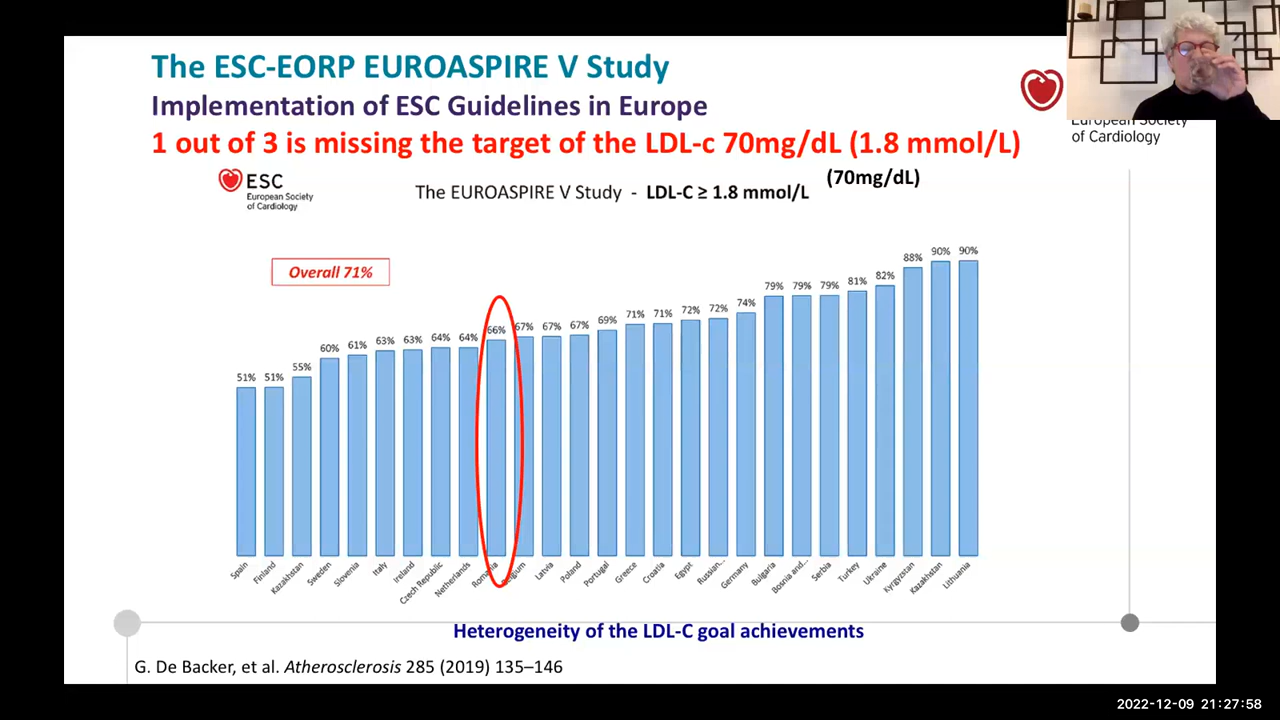 The ESC-EORP EUROASPIRE V Study
Implementation of ESC Guidelines in Europe
1 out of 3 is missing the target of the LDL-c 70mg/dL (1.8 mmol/L)
European Society
of Cardiology
ESC
European Society
of Cardiology
The EUROASPIRE V Study - LDL-C ≥ 1.8 mmol/L
(70mg/dL)
Overall 71%
51% 51% 55% 60% 61% 63% 63% 64% 64% 66% 67% 67% 67% 69% 71% 71% 72% 72% 74% 79% 79% 79% 81% 82% 88% 90% 90%
Spain Finland Kazakhstan Sweden Slovenia Italy Ireland Czech Republic Netherlands Romania Belgium Latvia Poland Portugal Greece Croatia Egypt Russian... Germany Bulgaria Bosnia and... Serbia Turkey Ukraine Kyrgyzstan Kazakhstan Lithuania
Heterogeneity of the LDL-C goal achievements
G. De Backer, et al. Atherosclerosis 285 (2019) 135–146
2022-12-09 21:27:58